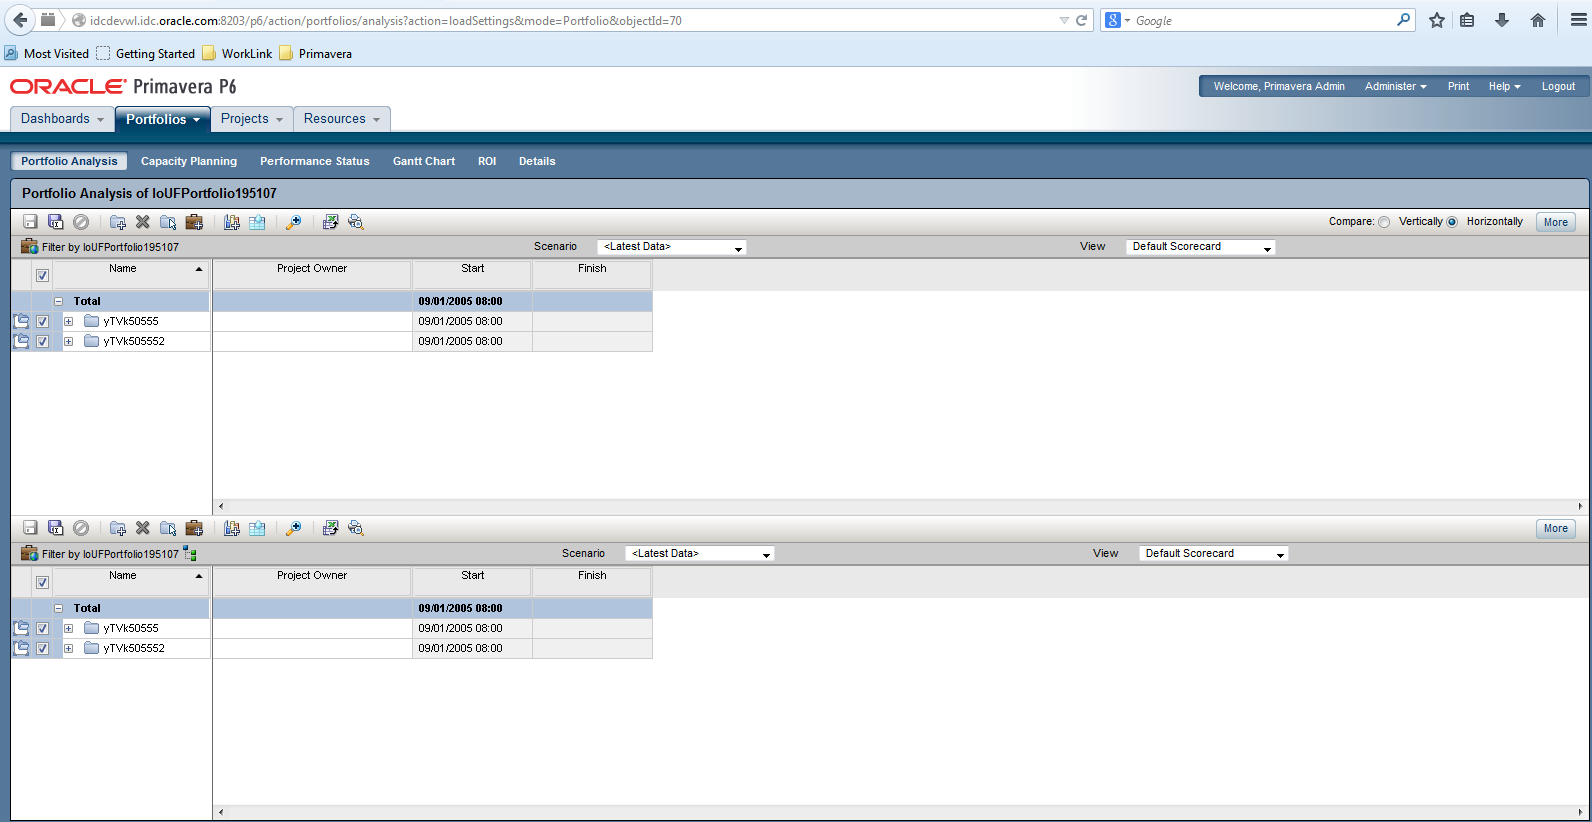 idcdevwl.idc.oracle.com:8203/p6/action/portfolios/analysis?action=loadSettings&mode=Portfolio&objectId=70
8 Google
Most Visited Getting Started WorkLink Primavera
ORACLE Primavera P6
Welcome, Primavera Admin Administer Print Help Logout
Dashboards Portfolios Projects Resources
Portfolio Analysis Capacity Planning Performance Status Gantt Chart ROI Details
Portfolio Analysis of IoUFPortfolio195107
Compare: Vertically Horizontally More
Filter by IoUFPortfolio195107 Scenario <Latest Data> View Default Scorecard
Name Project Owner Start Finish
Total 09/01/2005 08:00
yTVk50555 09/01/2005 08:00
yTVk505552 09/01/2005 08:00
More
Filter by IoUFPortfolio195107 Scenario <Latest Data> View Default Scorecard
Name Project Owner Start Finish
Total 09/01/2005 08:00
yTVk50555 09/01/2005 08:00
yTVk505552 09/01/2005 08:00